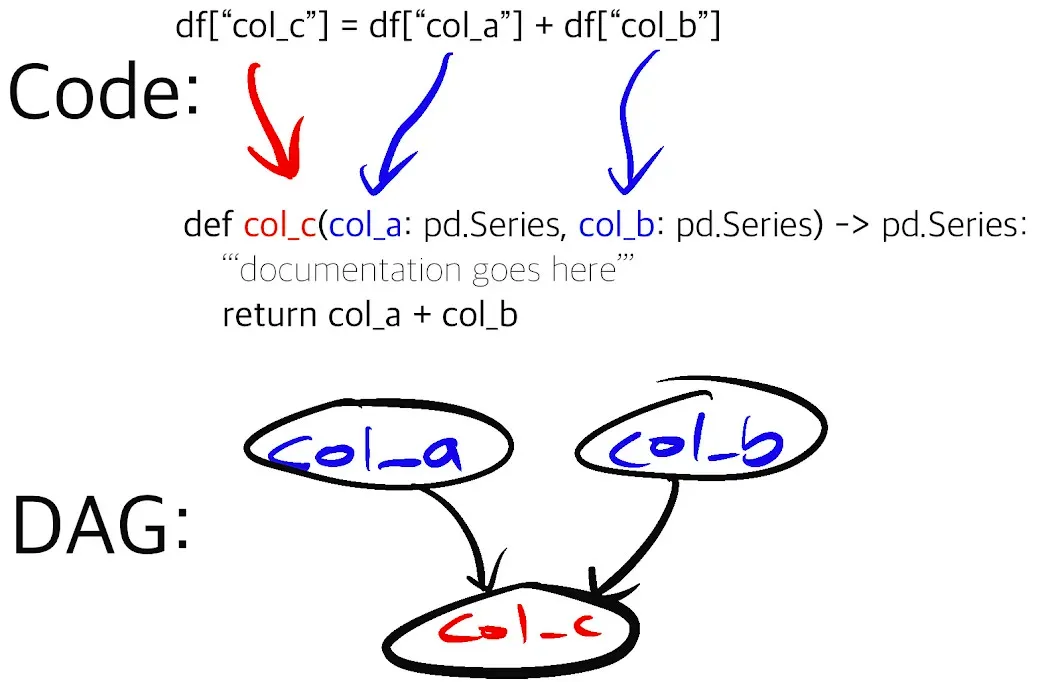 df[“col_c”] = df[“col_a”] + df[“col_b”]
Code:
def col_c(col_a: pd.Series, col_b: pd.Series) -> pd.Series:
“‘documentation goes here”’
return col_a + col_b
col_a
col_b
DAG:
col_c